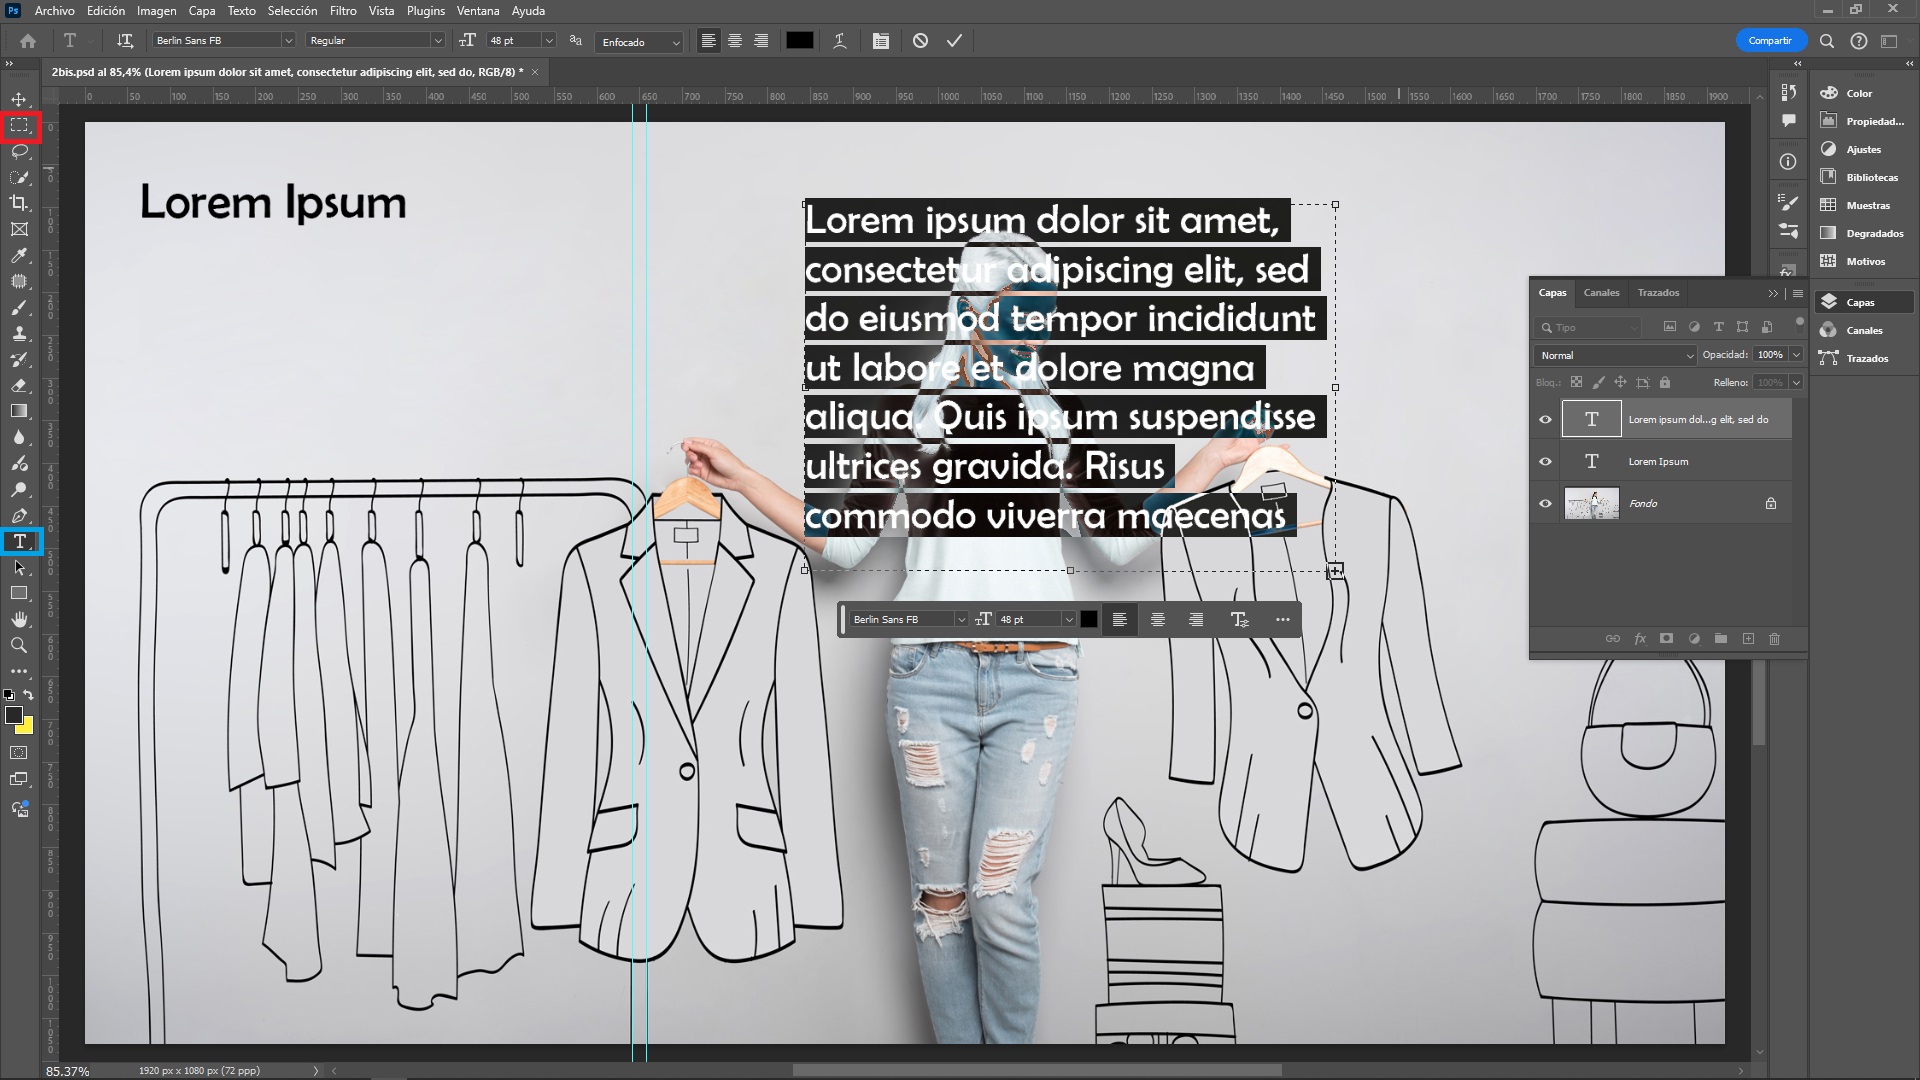 Ps Archivo Edición Imagen Capa Texto Selección Filtro Vista Plugins Ventana Ayuda
T Berlin Sans FB Regular 48 pt Enfocado Compartir
2bis.psd al 85,4% (Lorem ipsum dolor sit amet, consectetur adipiscing elit, sed do, RGB/8) * ×
0 50 100 150 200 250 300 350 400 450 500 550 600 650 700 750 800 850 900 950 1000 1050 1100 1150 1200 1250 1300 1350 1400 1450 1500 1550 1600 1650 1700 1750 1800 1850 1900
Lorem Ipsum
Lorem ipsum dolor sit amet,
consectetur adipiscing elit, sed
do eiusmod tempor incididunt
ut labore et dolore magna
aliqua. Quis ipsum suspendisse
ultrices gravida. Risus
commodo viverra maecenas
Berlin Sans FB 48 pt
Color
Propiedad...
Ajustes
Bibliotecas
Muestras
Degradados
Motivos
Capas
Canales
Trazados
Capas Canales Trazados
Tipo
Normal Opacidad: 100%
Bloq.: Relleno: 100%
T Lorem ipsum dol...g elit, sed do
T Lorem Ipsum
Fondo
fx
85.37% 1920 px x 1080 px (72 ppp)